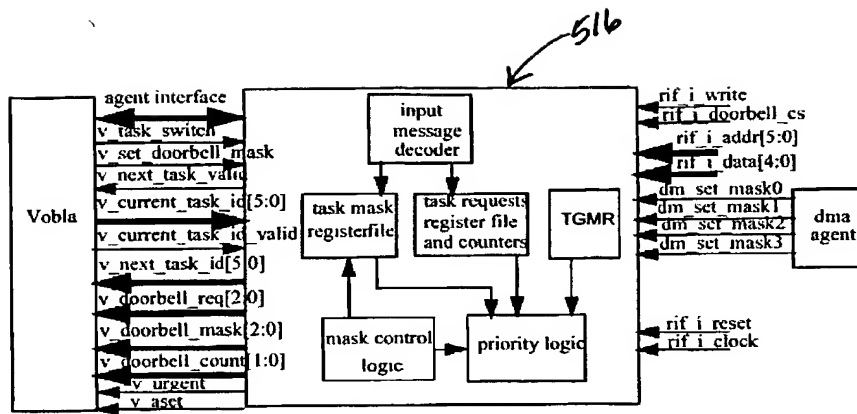 516
agent interface
v_task_switch
v_set_doorbell_mask
v_next_task_valid
v_current_task_id[5:0]
v_current_task_id_valid
v_next_task_id[5:0]
v_doorbell_req[2:0]
v_doorbell_mask[2:0]
v_doorbell_count[1:0]
v_urgent
v_aset
Vobla
input
message
decoder
task mask
registerfile
task requests
register file
and counters
TGMR
mask control
logic
priority logic
rif_i_write
rif_i_doorbell_cs
rif_i_addr[5:0]
rif_i_data[4:0]
dm_set_mask0
dm_set_mask1
dm_set_mask2
dm_set_mask3
dma
agent
rif_i_reset
rif_i_clock